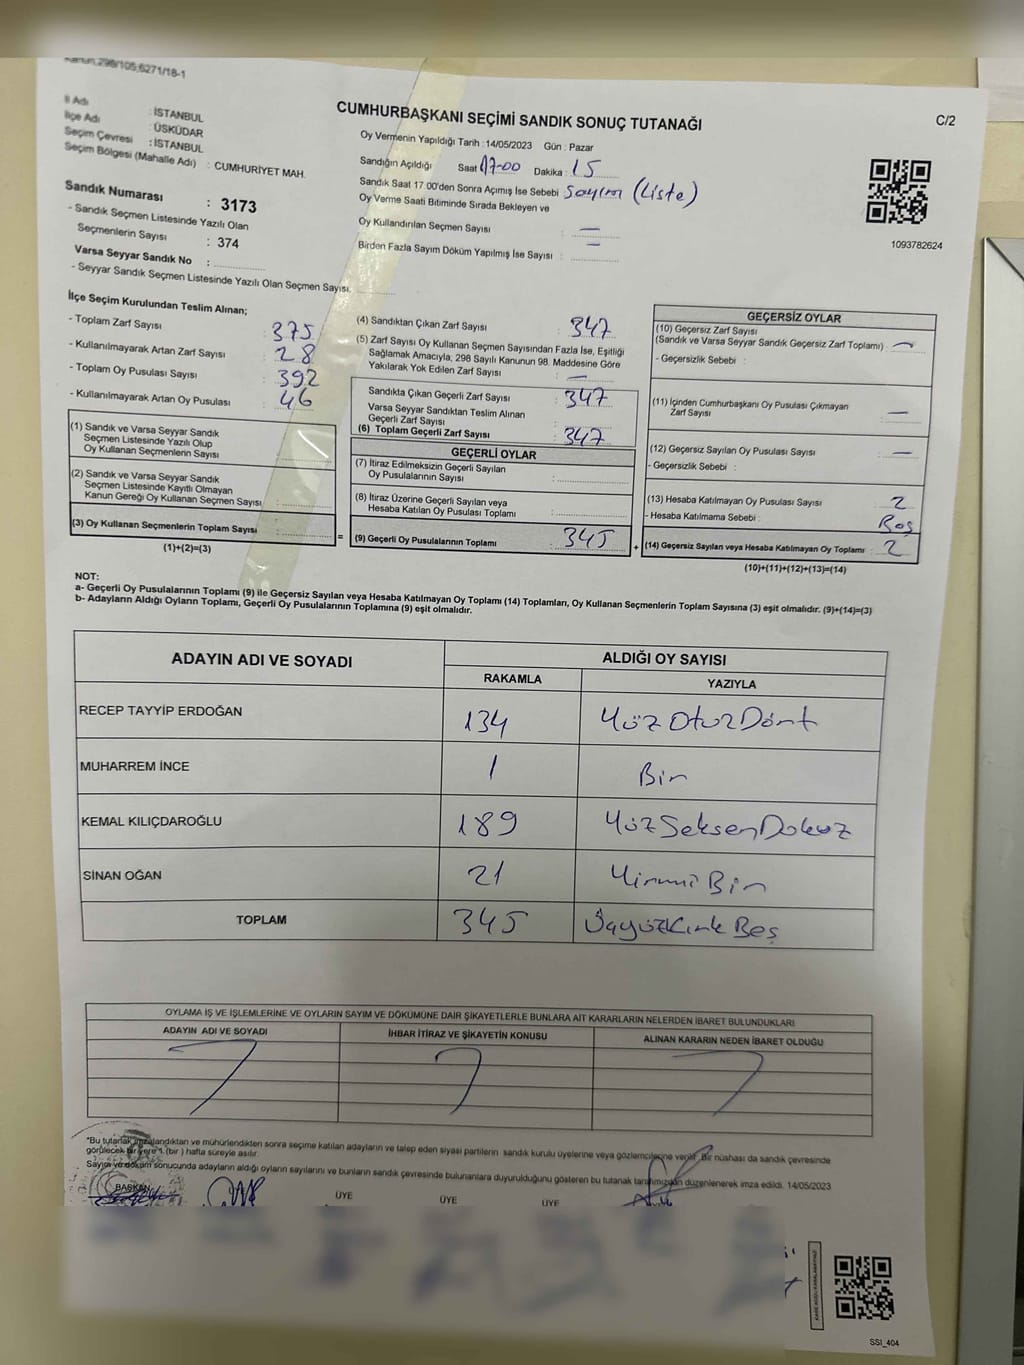 Kanun;298/105;6271/18-1
C/2
CUMHURBAŞKANI SEÇİMİ SANDIK SONUÇ TUTANAĞI
İl Adı : İSTANBUL
İlçe Adı : ÜSKÜDAR
Seçim Çevresi : İSTANBUL
Seçim Bölgesi (Mahalle Adı) : CUMHURİYET MAH.
Sandık Numarası : 3173
- Sandık Seçmen Listesinde Yazılı Olan
Seçmenlerin Sayısı : 374
Varsa Seyyar Sandık No :
- Seyyar Sandık Seçmen Listesinde Yazılı Olan Seçmen Sayısı.
Oy Vermenin Yapıldığı Tarih :14/05/2023 Gün : Pazar
Sandığın Açıldığı Saat 17-00 Dakika : 15
Sandık Saat 17.00'den Sonra Açımış İse Sebebi Sayım (Liste)
Oy Verme Saati Bitiminde Sırada Bekleyen ve
Oy Kullandırılan Seçmen Sayısı : —
Birden Fazla Sayım Döküm Yapılmış İse Sayısı : —
1093782624
İlçe Seçim Kurulundan Teslim Alınan;
- Toplam Zarf Sayısı : 375
- Kullanılmayarak Artan Zarf Sayısı : 28
- Toplam Oy Pusulası Sayısı : 392
- Kullanılmayarak Artan Oy Pusulası : 46
(1) Sandık ve Varsa Seyyar Sandık
Seçmen Listesinde Yazılı Olup
Oy Kullanan Seçmenlerin Sayısı :
(2) Sandık ve Varsa Seyyar Sandık
Seçmen Listesinde Kayıtlı Olmayan
Kanun Gereği Oy Kullanan Seçmen Sayısı :
(3) Oy Kullanan Seçmenlerin Toplam Sayısı :
(1)+(2)=(3)
=
(4) Sandıktan Çıkan Zarf Sayısı : 347
(5) Zarf Sayısı Oy Kullanan Seçmen Sayısından Fazla İse, Eşitliği
Sağlamak Amacıyla, 298 Sayılı Kanunun 98. Maddesine Göre
Yakılarak Yok Edilen Zarf Sayısı : —
Sandıkta Çıkan Geçerli Zarf Sayısı : 347
Varsa Seyyar Sandıktan Teslim Alınan
Geçerli Zarf Sayısı :
(6) Toplam Geçerli Zarf Sayısı : 347
GEÇERLİ OYLAR
(7) İtiraz Edilmeksizin Geçerli Sayılan
Oy Pusulalarının Sayısı :
(8) İtiraz Üzerine Geçerli Sayılan veya
Hesaba Katılan Oy Pusulası Toplamı :
(9) Geçerli Oy Pusulalarının Toplamı : 345
+
GEÇERSİZ OYLAR
(10) Geçersiz Zarf Sayısı
(Sandık ve Varsa Seyyar Sandık Geçersiz Zarf Toplamı) : —
- Geçersizlik Sebebi :
(11) İçinden Cumhurbaşkanı Oy Pusulası Çıkmayan
Zarf Sayısı : —
(12) Geçersiz Sayılan Oy Pusulası Sayısı : —
- Geçersizlik Sebebi :
(13) Hesaba Katılmayan Oy Pusulası Sayısı : 2
- Hesaba Katılmama Sebebi : Boş
(14) Geçersiz Sayılan veya Hesaba Katılmayan Oy Toplamı : 2
(10)+(11)+(12)+(13)=(14)
NOT:
a- Geçerli Oy Pusulalarının Toplamı (9) ile Geçersiz Sayılan veya Hesaba Katılmayan Oy Toplamı (14) Toplamları, Oy Kullanan Seçmenlerin Toplam Sayısına (3) eşit olmalıdır. (9)+(14)=(3)
b- Adayların Aldığı Oyların Toplamı, Geçerli Oy Pusulalarının Toplamına (9) eşit olmalıdır.
ADAYIN ADI VE SOYADI ALDIĞI OY SAYISI
RAKAMLA YAZIYLA
RECEP TAYYİP ERDOĞAN 134 YüzOtuzDört
MUHARREM İNCE 1 Bir
KEMAL KILIÇDAROĞLU 189 YüzSeksenDokuz
SİNAN OĞAN 21 YirmiBir
TOPLAM 345 ÜçyüzKırk Beş
OYLAMA İŞ VE İŞLEMLERİNE VE OYLARIN SAYIM VE DÖKÜMÜNE DAİR ŞİKAYETLERLE BUNLARA AİT KARARLARIN NELERDEN İBARET BULUNDUKLARI
ADAYIN ADI VE SOYADI İHBAR İTİRAZ VE ŞİKAYETİN KONUSU ALINAN KARARIN NEDEN İBARET OLDUĞU
*Bu tutanak imzalandıktan ve mühürlendikten sonra seçime katılan adayların ve talep eden siyasi partilerin sandık kurulu üyelerine veya gözlemcilerine verilir. Bir nüshası da sandık çevresinde
görülecek bir yere 1 (bir ) hafta süreyle asılır.
Sayım ve döküm sonucunda adayların aldığı oyların sayılarını ve bunların sandık çevresinde bulunanlara duyurulduğunu gösteren bu tutanak tarafımızdan düzenlenerek imza edildi. 14/05/2023
BAŞKAN ÜYE ÜYE ÜYE
SSI_404